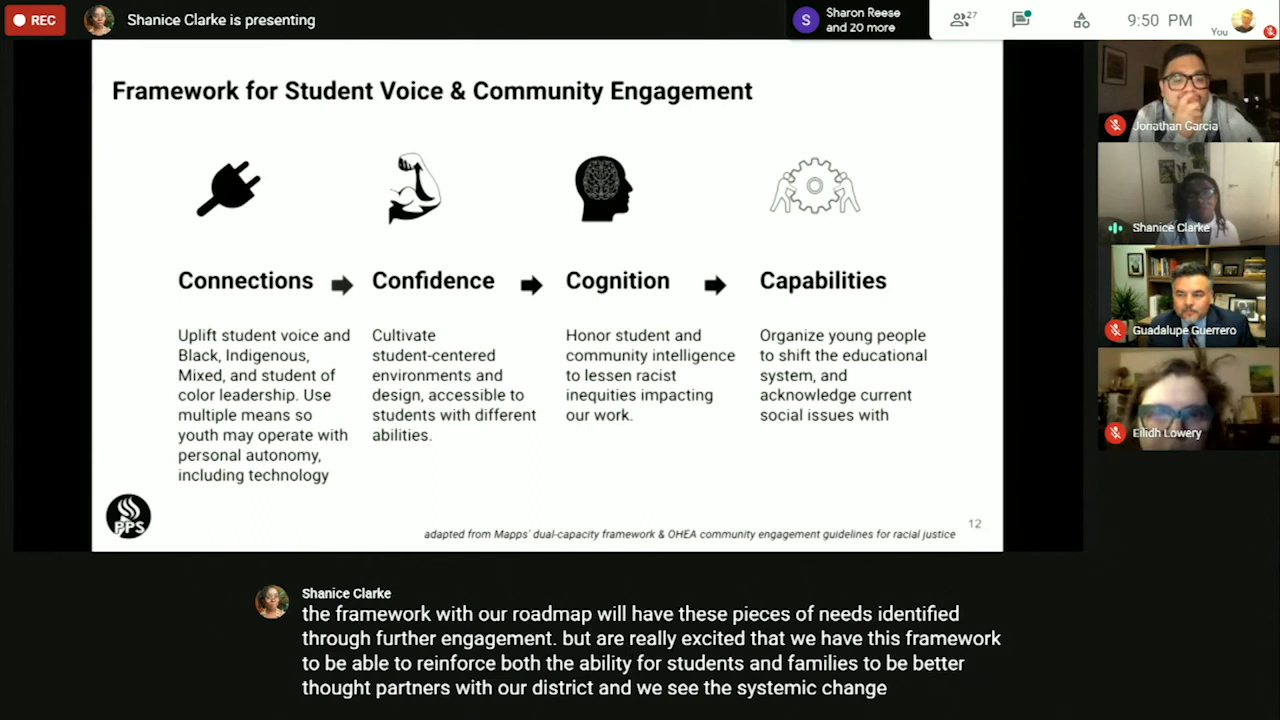 REC
Shanice Clarke is presenting
S
Sharon Reese
and 20 more
27
9:50 PM
You
Framework for Student Voice & Community Engagement
Jonathan Garcia
Shanice Clarke
Guadalupe Guerrero
Eilidh Lowery
Connections
Confidence
Cognition
Capabilities
Uplift student voice and
Black, Indigenous,
Mixed, and student of
color leadership. Use
multiple means so
youth may operate with
personal autonomy,
including technology
Cultivate
student-centered
environments and
design, accessible to
students with different
abilities.
Honor student and
community intelligence
to lessen racist
inequities impacting
our work.
Organize young people
to shift the educational
system, and
acknowledge current
social issues with
PPS
12
adapted from Mapps' dual-capacity framework & OHEA community engagement guidelines for racial justice
Shanice Clarke
the framework with our roadmap will have these pieces of needs identified
through further engagement. but are really excited that we have this framework
to be able to reinforce both the ability for students and families to be better
thought partners with our district and we see the systemic change